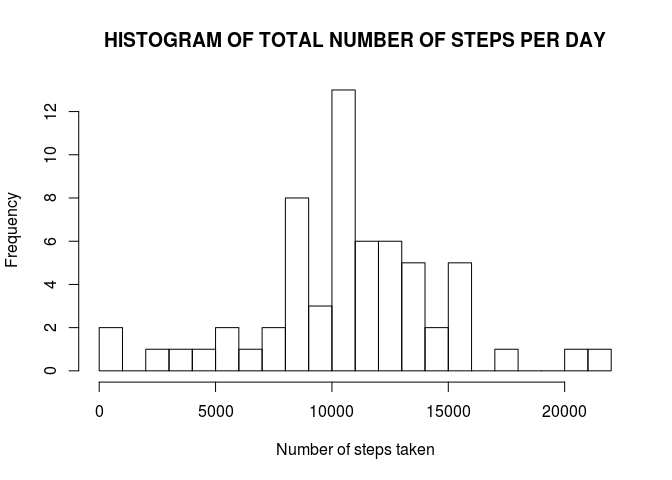 HISTOGRAM OF TOTAL NUMBER OF STEPS PER DAY
12
10
8
6
4
2
0
Frequency
0 5000 10000 15000 20000
Number of steps taken